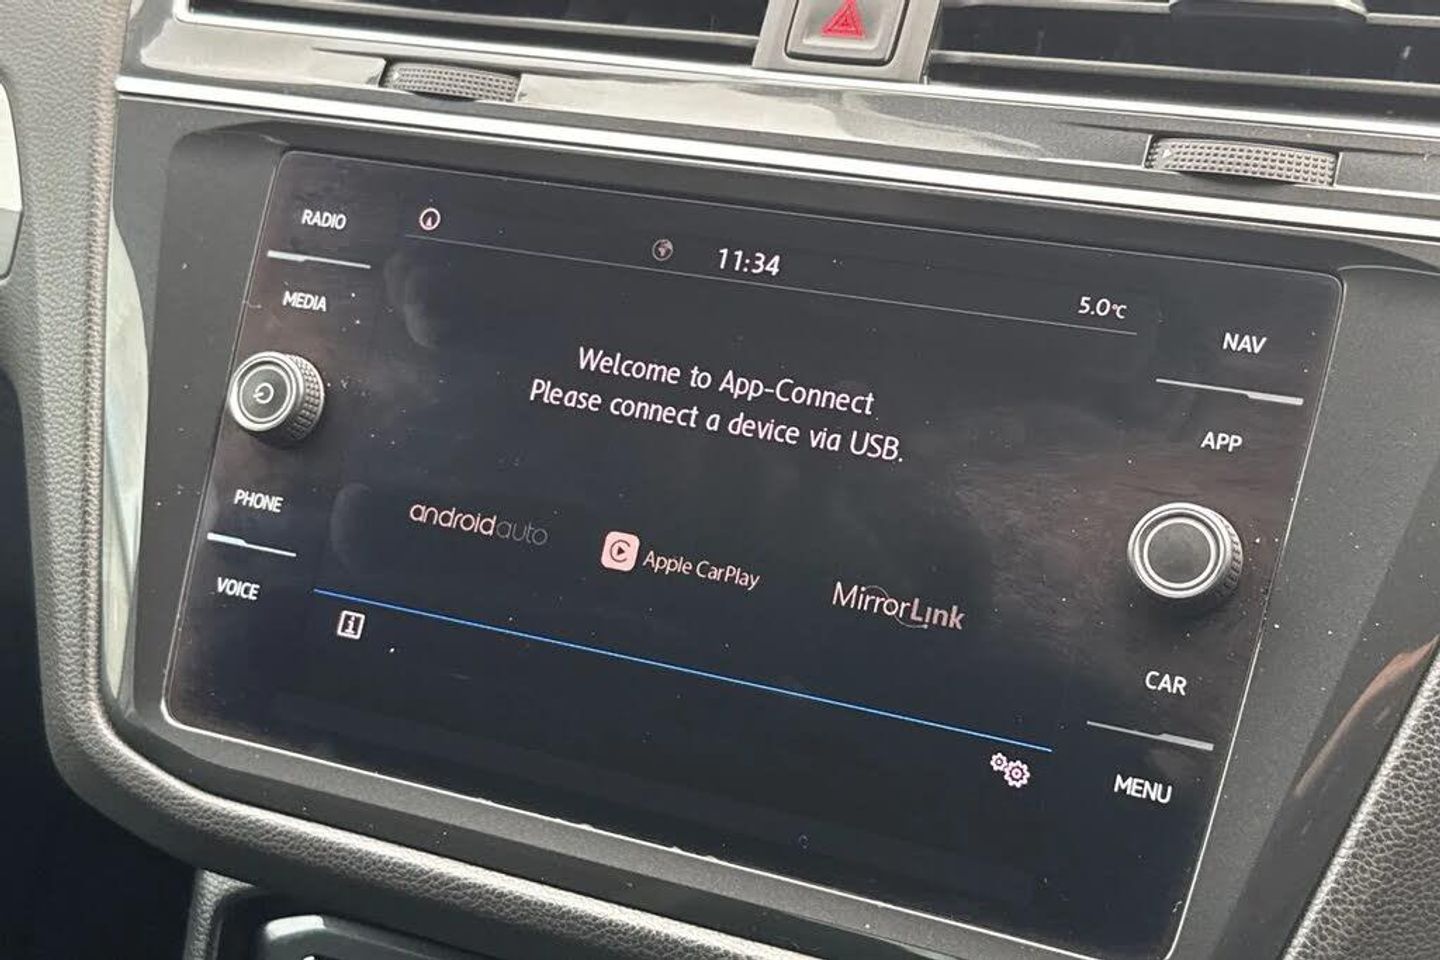 RADIO
MEDIA
PHONE
VOICE
11:34
5.0°C
Welcome to App-Connect
Please connect a device via USB.
androidauto
Apple CarPlay
MirrorLink
i
NAV
APP
CAR
MENU